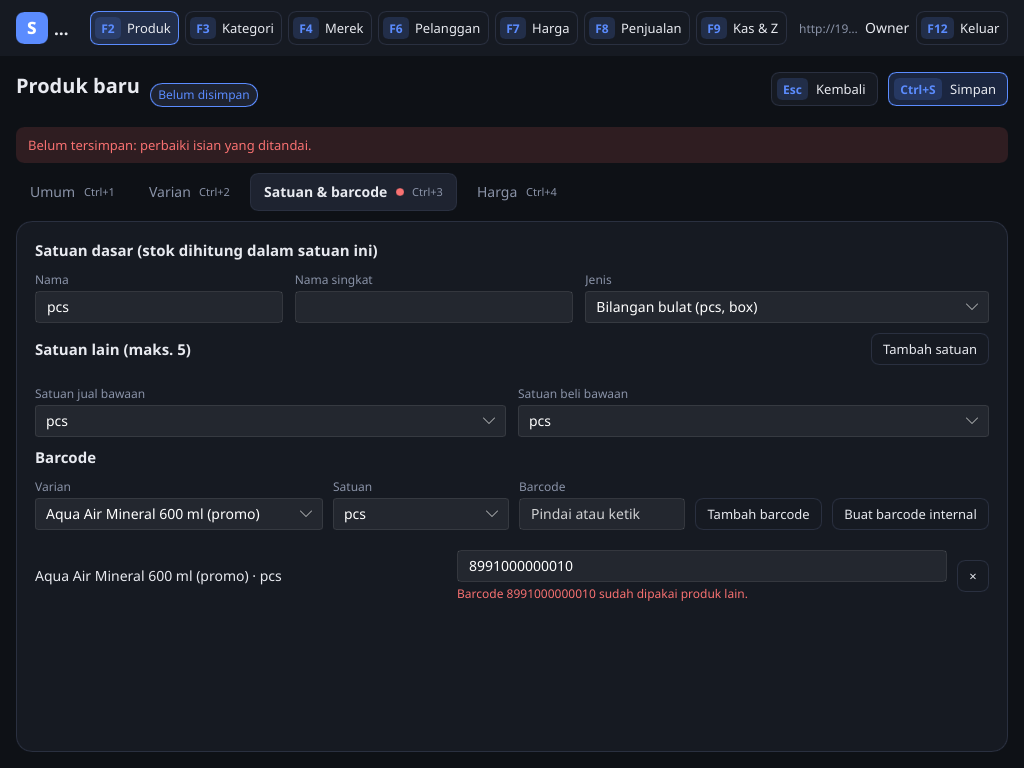 S ... F2 Produk F3 Kategori F4 Merek F6 Pelanggan F7 Harga F8 Penjualan F9 Kas & Z http://19... Owner F12 Keluar
Produk baru Belum disimpan Esc Kembali Ctrl+S Simpan
Belum tersimpan: perbaiki isian yang ditandai.
Umum Ctrl+1 Varian Ctrl+2 Satuan & barcode Ctrl+3 Harga Ctrl+4
Satuan dasar (stok dihitung dalam satuan ini)
Nama Nama singkat Jenis
pcs Bilangan bulat (pcs, box)
Satuan lain (maks. 5) Tambah satuan
Satuan jual bawaan Satuan beli bawaan
pcs pcs
Barcode
Varian Satuan Barcode
Aqua Air Mineral 600 ml (promo) pcs Pindai atau ketik Tambah barcode Buat barcode internal
Aqua Air Mineral 600 ml (promo) · pcs 8991000000010 ×
Barcode 8991000000010 sudah dipakai produk lain.